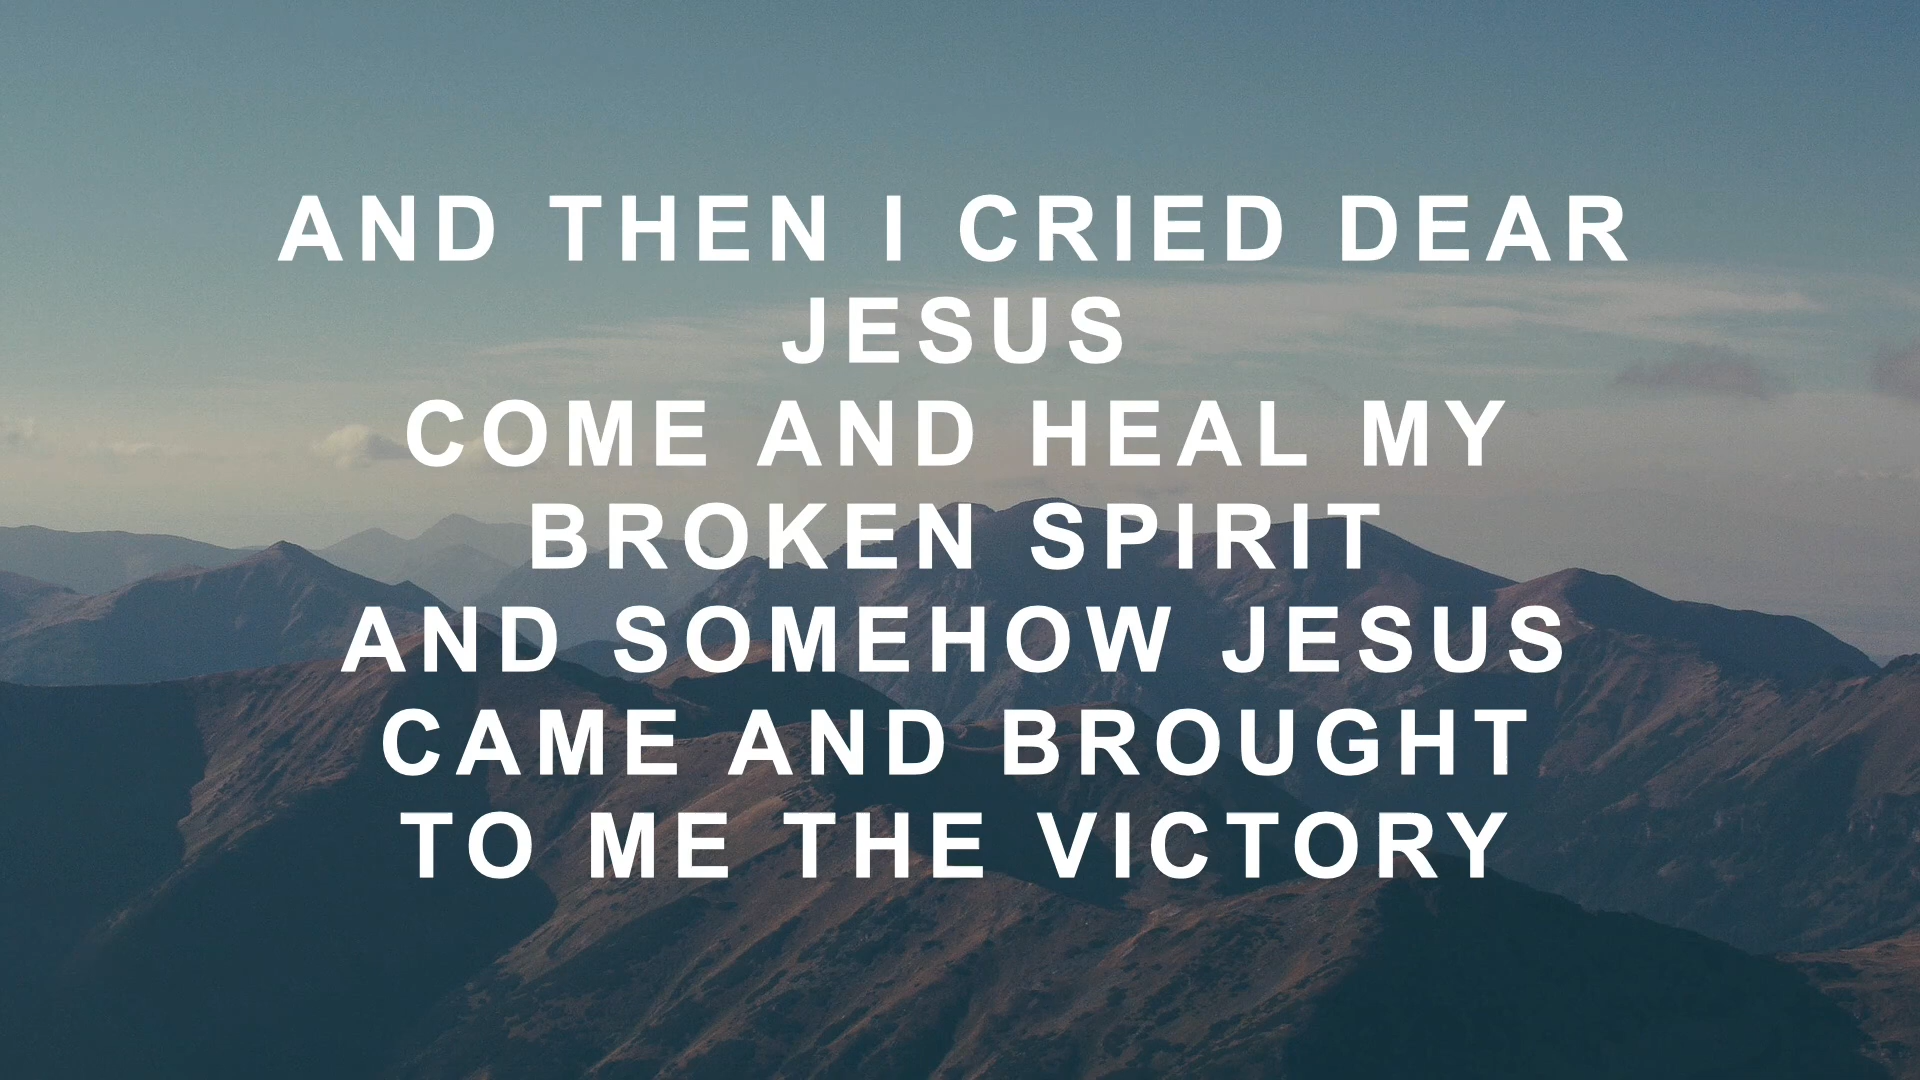 AND THEN I CRIED DEAR
JESUS
COME AND HEAL MY
BROKEN SPIRIT
AND SOMEHOW JESUS
CAME AND BROUGHT
TO ME THE VICTORY